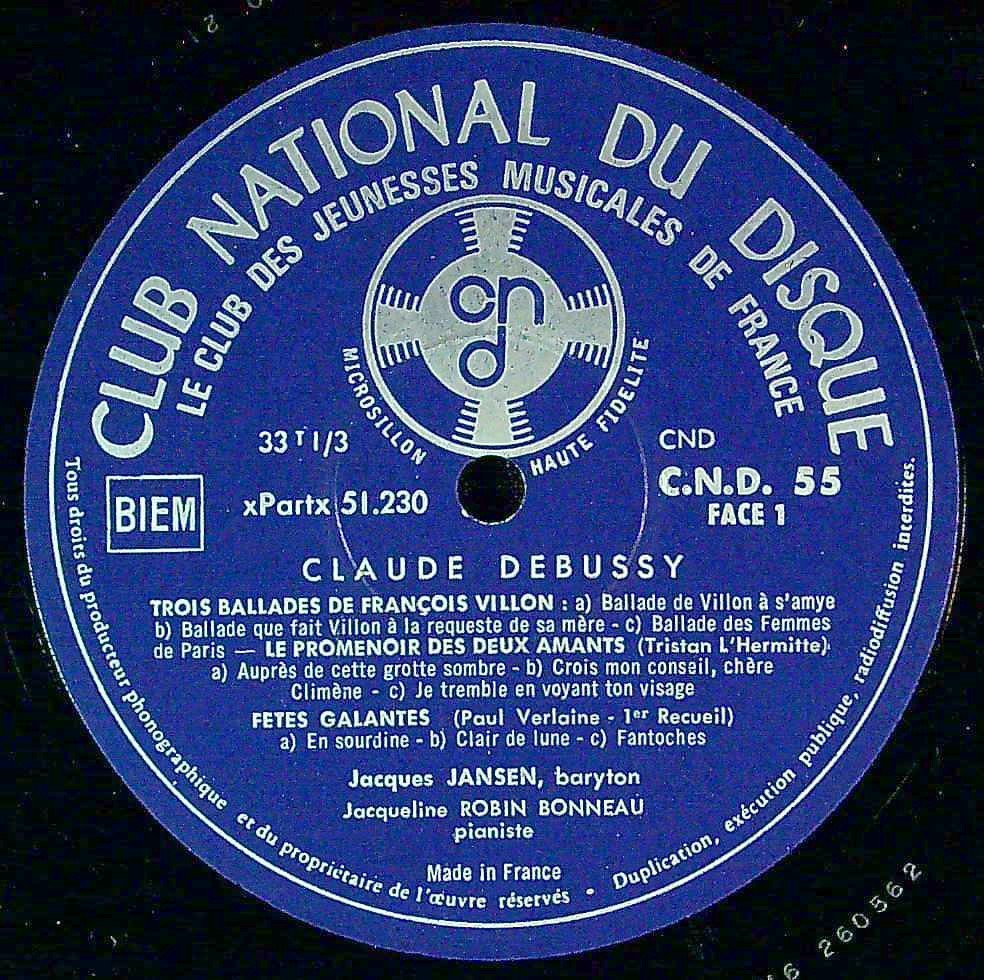 CLUB NATIONAL DU DISQUE
LE CLUB DES JEUNESSES MUSICALES DE FRANCE
cn
d
MICROSILLON HAUTE FIDELITE
33 T 1/3
CND
BIEM
xPartx 51.230
C.N.D. 55
FACE 1
CLAUDE DEBUSSY
TROIS BALLADES DE FRANÇOIS VILLON : a) Ballade de Villon à s'amye
b) Ballade que fait Villon à la requeste de sa mère - c) Ballade des Femmes
de Paris — LE PROMENOIR DES DEUX AMANTS (Tristan L'Hermitte)
a) Auprès de cette grotte sombre - b) Crois mon conseil, chère
Climène - c) Je tremble en voyant ton visage
FETES GALANTES (Paul Verlaine - 1er Recueil)
a) En sourdine - b) Clair de lune - c) Fantoches
Jacques JANSEN, baryton
Jacqueline ROBIN BONNEAU
pianiste
Made in France
Tous droits du producteur phonographique et du propriétaire de l'œuvre réservés • Duplication, exécution publique, radiodiffusion interdites.
260562